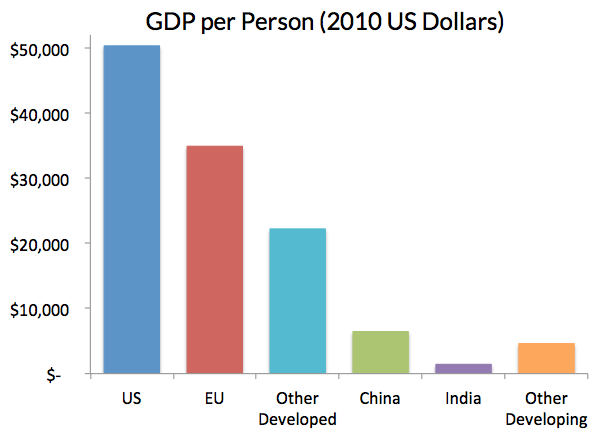 GDP per Person (2010 US Dollars)
$50,000
$40,000
$30,000
$20,000
$10,000
$-
US
EU
Other
Developed
China
India
Other
Developing